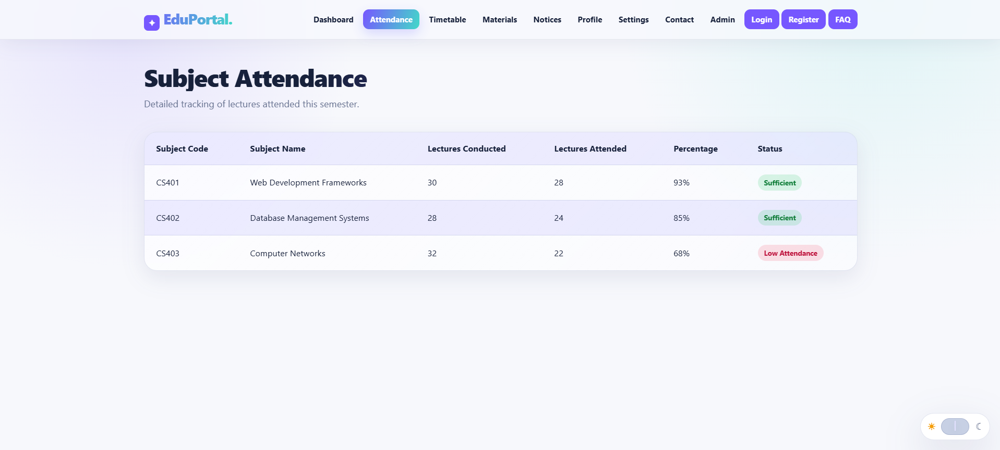 EduPortal.
Dashboard Attendance Timetable Materials Notices Profile Settings Contact Admin Login Register FAQ
Subject Attendance
Detailed tracking of lectures attended this semester.
Subject Code Subject Name Lectures Conducted Lectures Attended Percentage Status
CS401 Web Development Frameworks 30 28 93% Sufficient
CS402 Database Management Systems 28 24 85% Sufficient
CS403 Computer Networks 32 22 68% Low Attendance